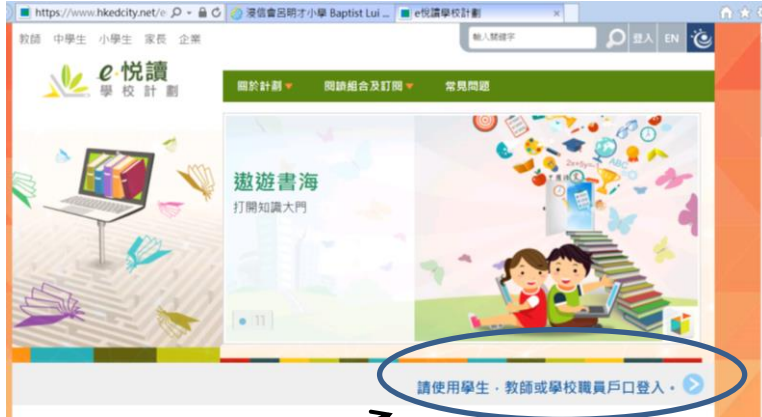 https://www.hkedcity.net/e
浸信會呂明才小學 Baptist Lui ...
e悅讀學校計劃
教師 中學生 小學生 家長 企業
輸入關鍵字
登入 EN
e·悅讀
學校計劃
關於計劃 閱讀組合及訂閱 常見問題
遨遊書海
打開知識大門
2x+5y=-1
ABC
請使用學生，教師或學校職員戶口登入。